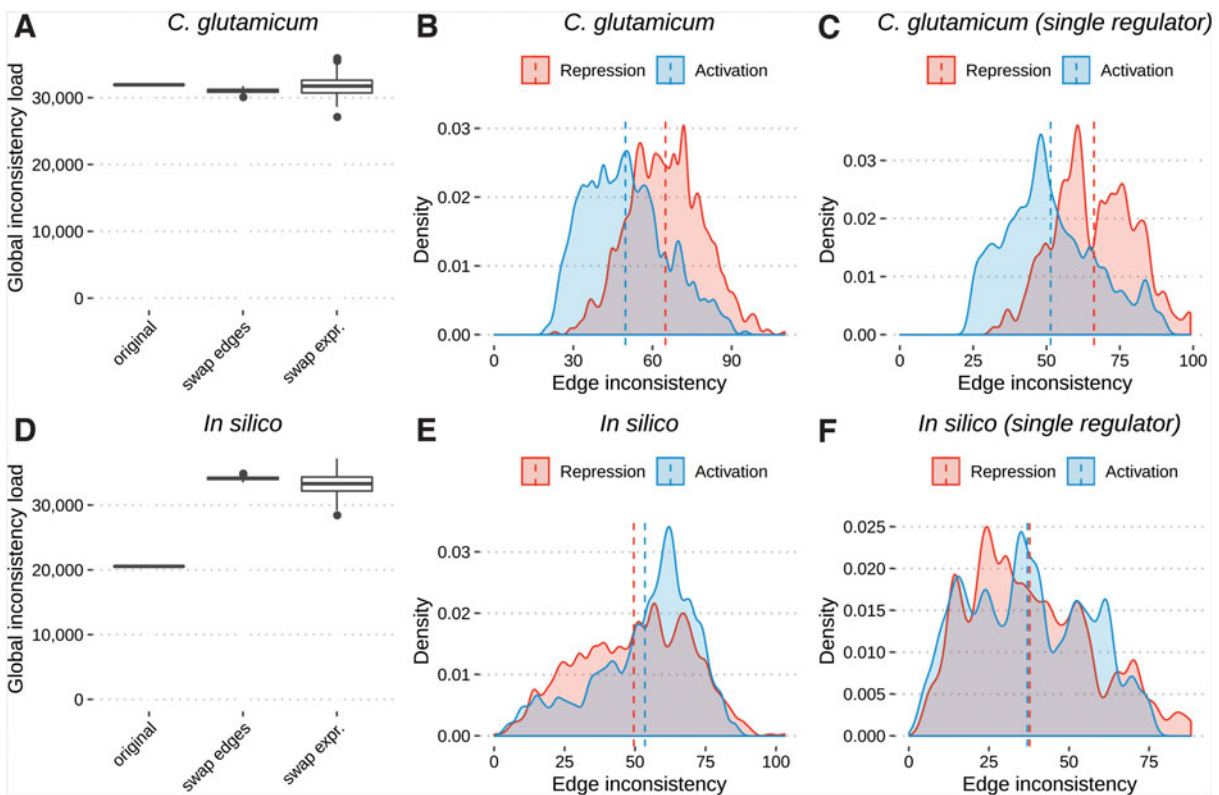 A
C. glutamicum
Global inconsistency load
30,000
20,000
10,000
0
original
swap edges
swap expr.
B
C. glutamicum
Repression
Activation
Density
0.03
0.02
0.01
0.00
30
60
90
Edge inconsistency
C
C. glutamicum (single regulator)
Repression
Activation
Density
0.03
0.02
0.01
0.00
0
25
50
75
100
Edge inconsistency
D
In silico
Global inconsistency load
30,000
20,000
10,000
0
original
swap edges
swap expr.
E
In silico
Repression
Activation
Density
0.03
0.02
0.01
0.00
0
25
50
75
100
Edge inconsistency
F
In silico (single regulator)
Repression
Activation
Density
0.025
0.020
0.015
0.010
0.005
0.000
0
25
50
75
Edge inconsistency